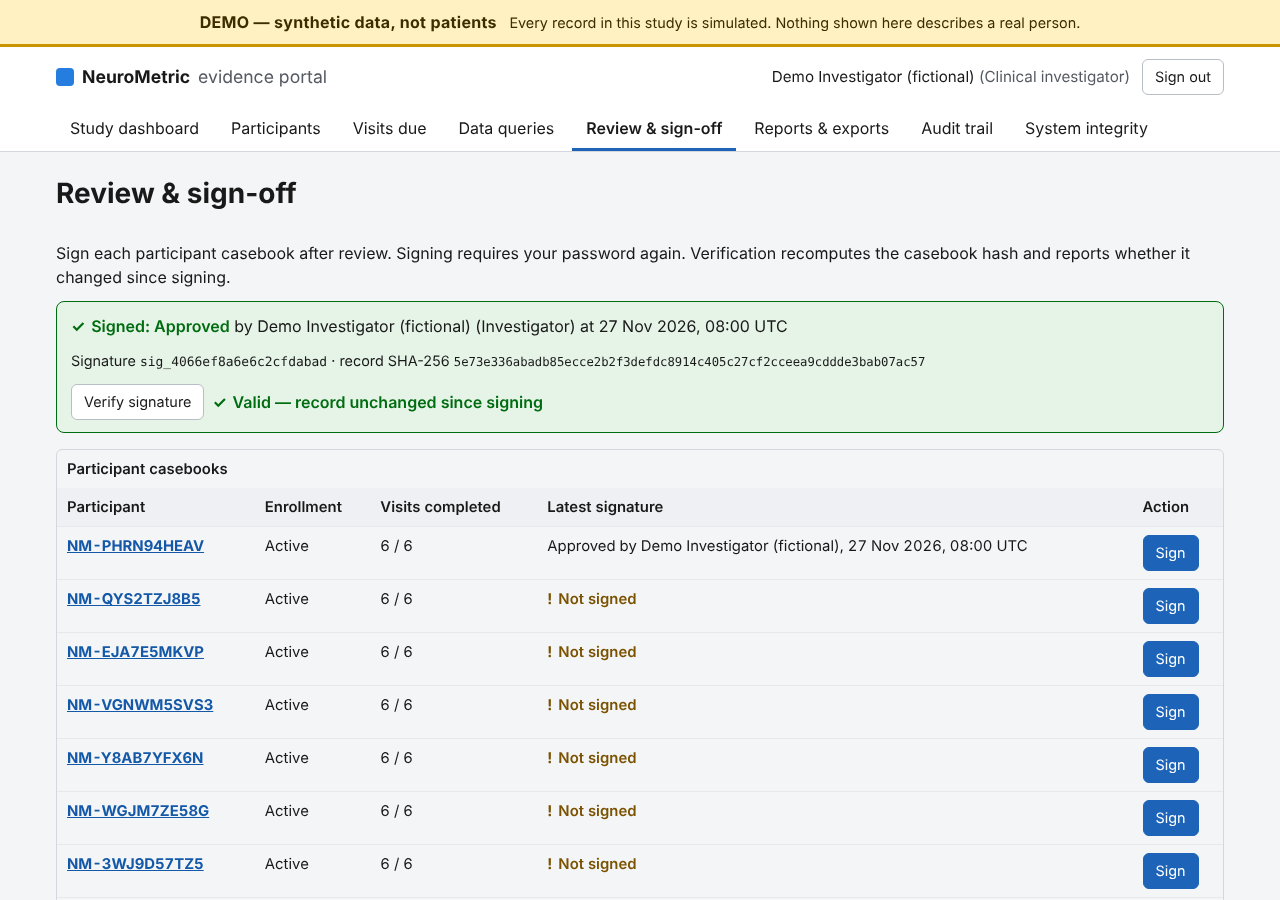 DEMO — synthetic data, not patients Every record in this study is simulated. Nothing shown here describes a real person.
NeuroMetric evidence portal
Demo Investigator (fictional) (Clinical investigator) Sign out
Study dashboard Participants Visits due Data queries Review & sign-off Reports & exports Audit trail System integrity
Review & sign-off
Sign each participant casebook after review. Signing requires your password again. Verification recomputes the casebook hash and reports whether it
changed since signing.
✓ Signed: Approved by Demo Investigator (fictional) (Investigator) at 27 Nov 2026, 08:00 UTC
Signature sig_4066ef8a6e6c2cfdabad · record SHA-256 5e73e336abadb85ecce2b2f3defdc8914c405c27cf2cceea9cddde3bab07ac57
Verify signature ✓ Valid — record unchanged since signing
Participant casebooks
Participant Enrollment Visits completed Latest signature Action
NM-PHRN94HEAV Active 6 / 6 Approved by Demo Investigator (fictional), 27 Nov 2026, 08:00 UTC Sign
NM-QYS2TZJ8B5 Active 6 / 6 ! Not signed Sign
NM-EJA7E5MKVP Active 6 / 6 ! Not signed Sign
NM-VGNWM5SVS3 Active 6 / 6 ! Not signed Sign
NM-Y8AB7YFX6N Active 6 / 6 ! Not signed Sign
NM-WGJM7ZE58G Active 6 / 6 ! Not signed Sign
NM-3WJ9D57TZ5 Active 6 / 6 ! Not signed Sign